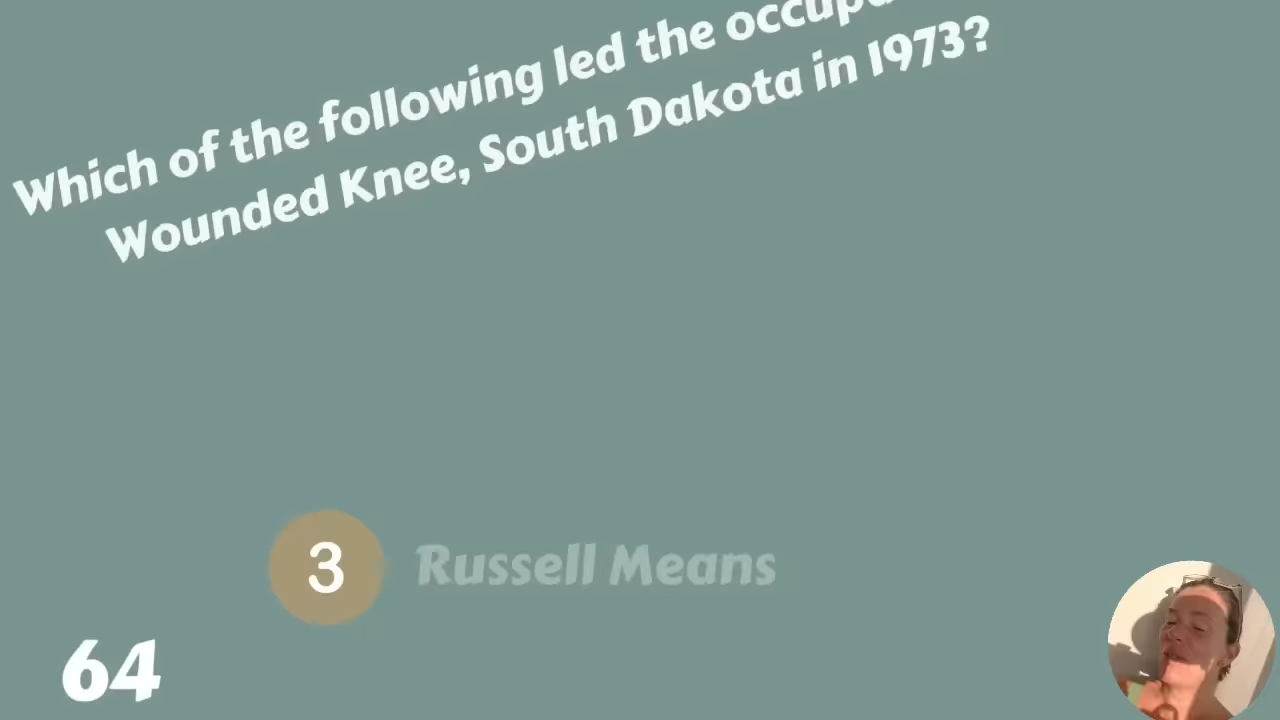 Which of the following led the
Wounded Knee, South Dakota in 1973?
3
Russell Means
64